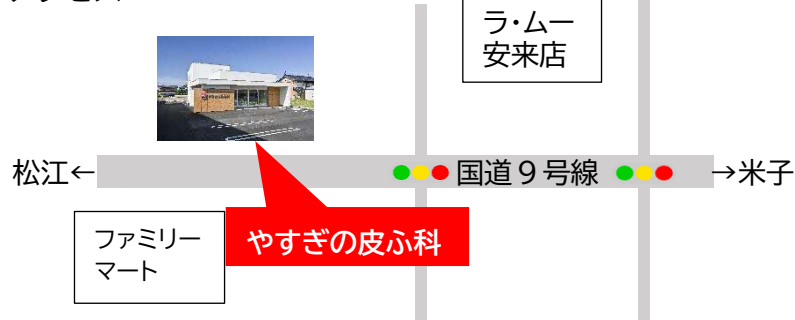 ラ・ムー
安来店
松江←
国道９号線
→米子
ファミリー
マート
やすぎの皮ふ科